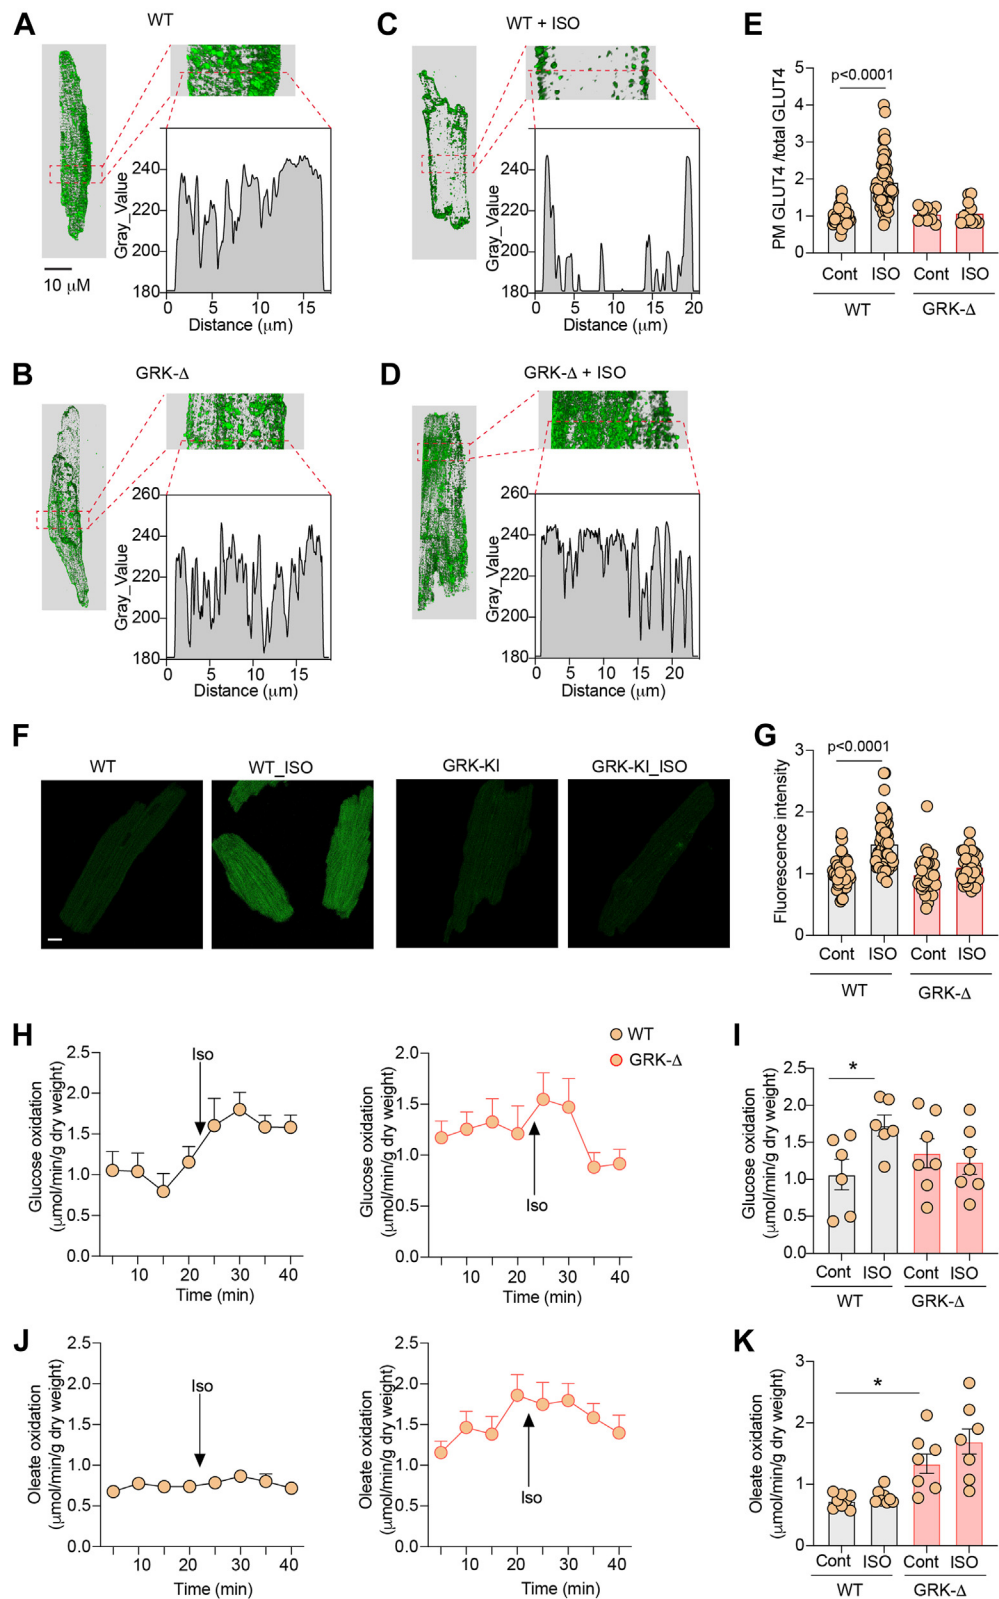 A
WT
10 μM
Gray_Value
240
220
200
180
0 5 10 15
Distance (μm)
C
WT + ISO
Gray_Value
240
220
200
180
0 5 10 15 20
Distance (μm)
E
PM GLUT4 /total GLUT4
5
4
3
2
1
0
p<0.0001
Cont ISO Cont ISO
WT GRK-Δ
B
GRK-Δ
Gray_Value
260
240
220
200
180
0 5 10 15
Distance (μm)
D
GRK-Δ + ISO
Gray_Value
260
240
220
200
180
0 5 10 15 20
Distance (μm)
F
WT WT_ISO GRK-KI GRK-KI_ISO
G
Fluorescence intensity
3
2
1
0
p<0.0001
Cont ISO Cont ISO
WT GRK-Δ
H
Glucose oxidation
(μmol/min/g dry weight)
2.5
2.0
1.5
1.0
0.5
0.0
Iso
10 20 30 40
Time (min)
Glucose oxidation
(μmol/min/g dry weight)
2.0
1.5
1.0
0.5
0.0
Iso
10 20 30 40
Time (min)
WT
GRK-Δ
I
Glucose oxidation
(μmol/min/g dry weight)
2.5
2.0
1.5
1.0
0.5
0.0
*
Cont ISO Cont ISO
WT GRK-Δ
J
Oleate oxidation
(μmol/min/g dry weight)
2.5
2.0
1.5
1.0
0.5
0.0
Iso
10 20 30 40
Time (min)
Oleate oxidation
(μmol/min/g dry weight)
2.5
2.0
1.5
1.0
0.5
0.0
Iso
10 20 30 40
Time (min)
K
Oleate oxidation
(μmol/min/g dry weight)
3
2
1
0
*
Cont ISO Cont ISO
WT GRK-Δ